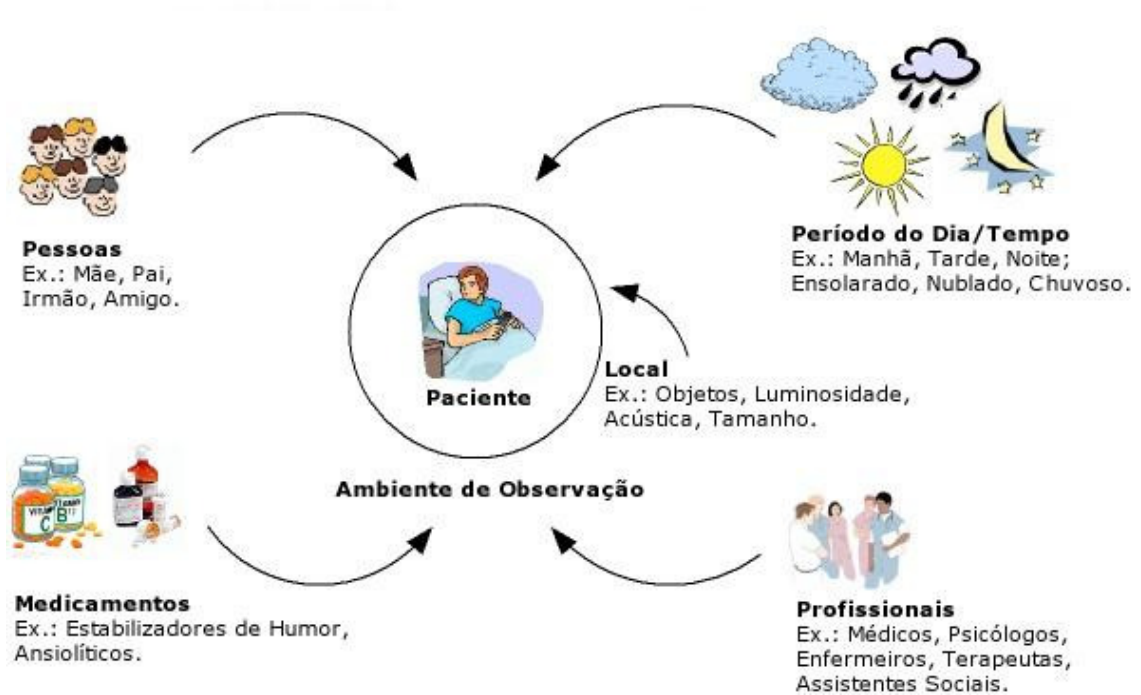 Pessoas
Ex.: Mãe, Pai,
Irmão, Amigo.
Período do Dia/Tempo
Ex.: Manhã, Tarde, Noite;
Ensolarado, Nublado, Chuvoso.
Paciente
Local
Ex.: Objetos, Luminosidade,
Acústica, Tamanho.
Ambiente de Observação
VITAMIN
C
VITAMIN
Medicamentos
Ex.: Estabilizadores de Humor,
Ansiolíticos.
Profissionais
Ex.: Médicos, Psicólogos,
Enfermeiros, Terapeutas,
Assistentes Sociais.